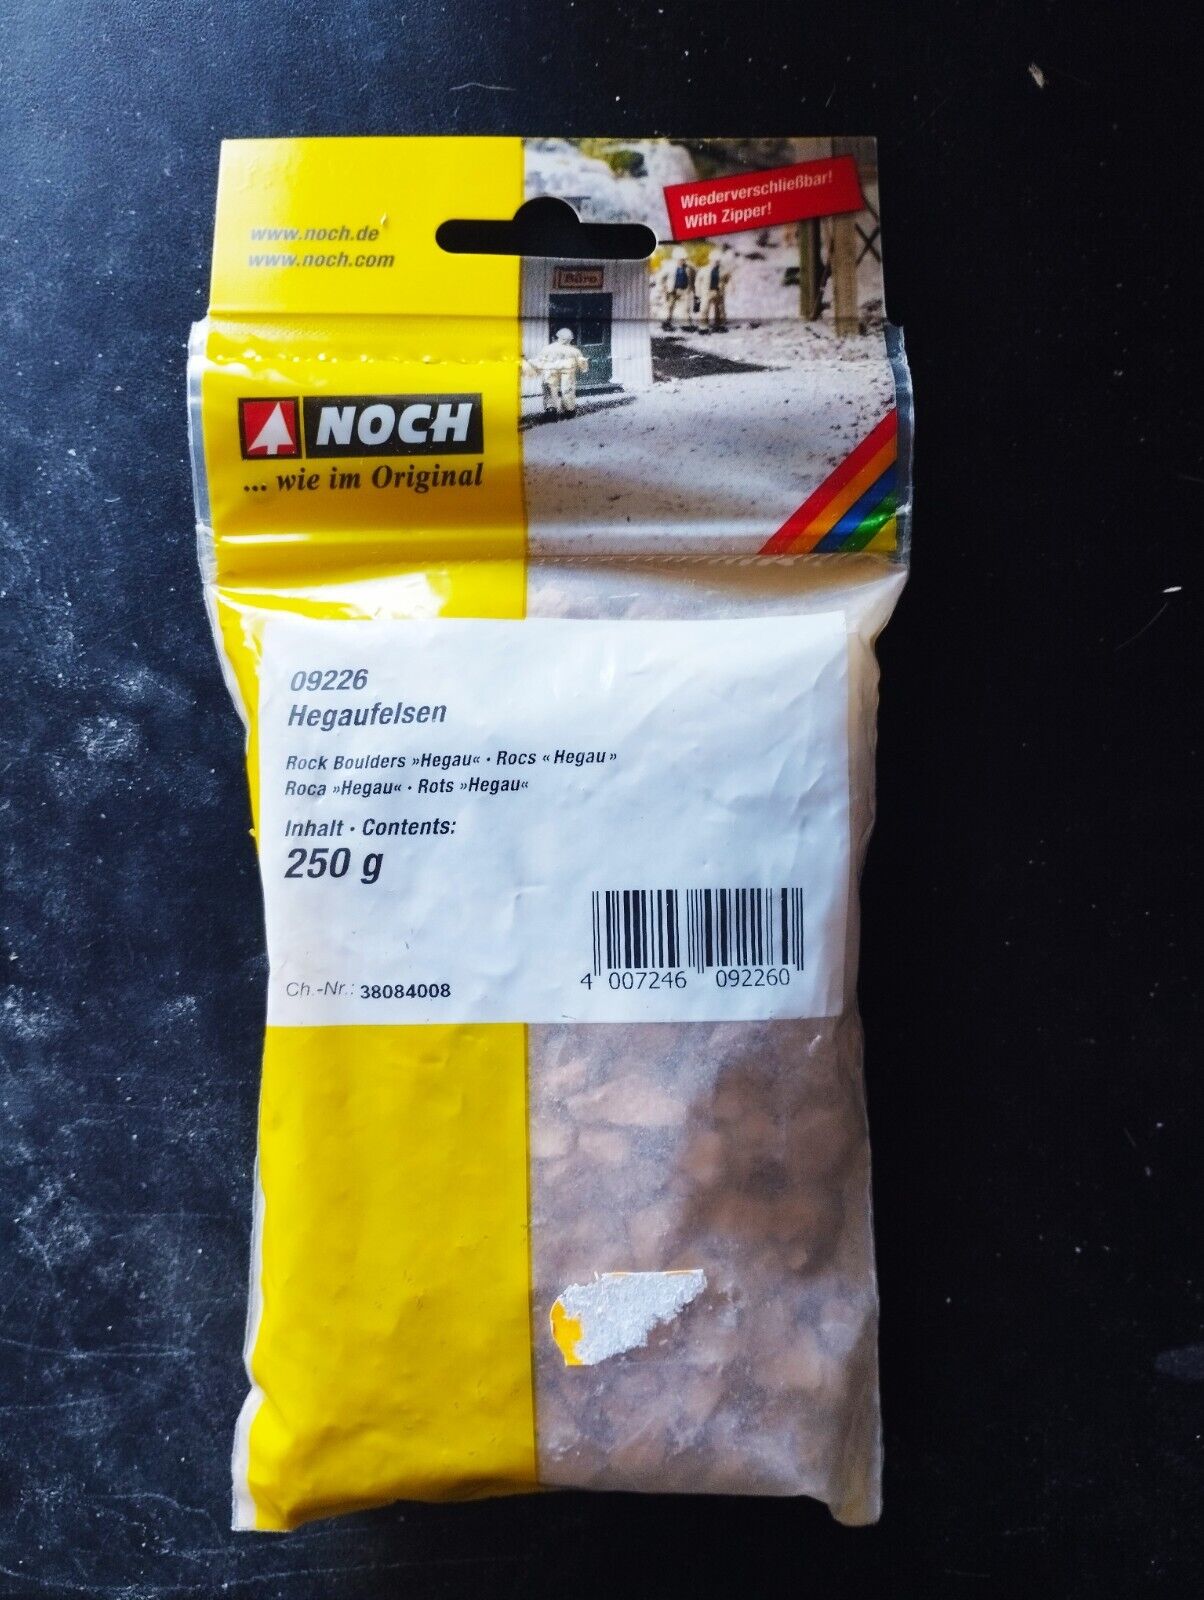 www.noch.de
www.noch.com
Wiederverschließbar!
With Zipper!
Büro
NOCH
... wie im Original
09226
Hegaufelsen
Rock Boulders »Hegau« · Rocs «Hegau»
Roca »Hegau« · Rots »Hegau«
Inhalt · Contents:
250 g
Ch.-Nr.: 38084008
4 007246 092260